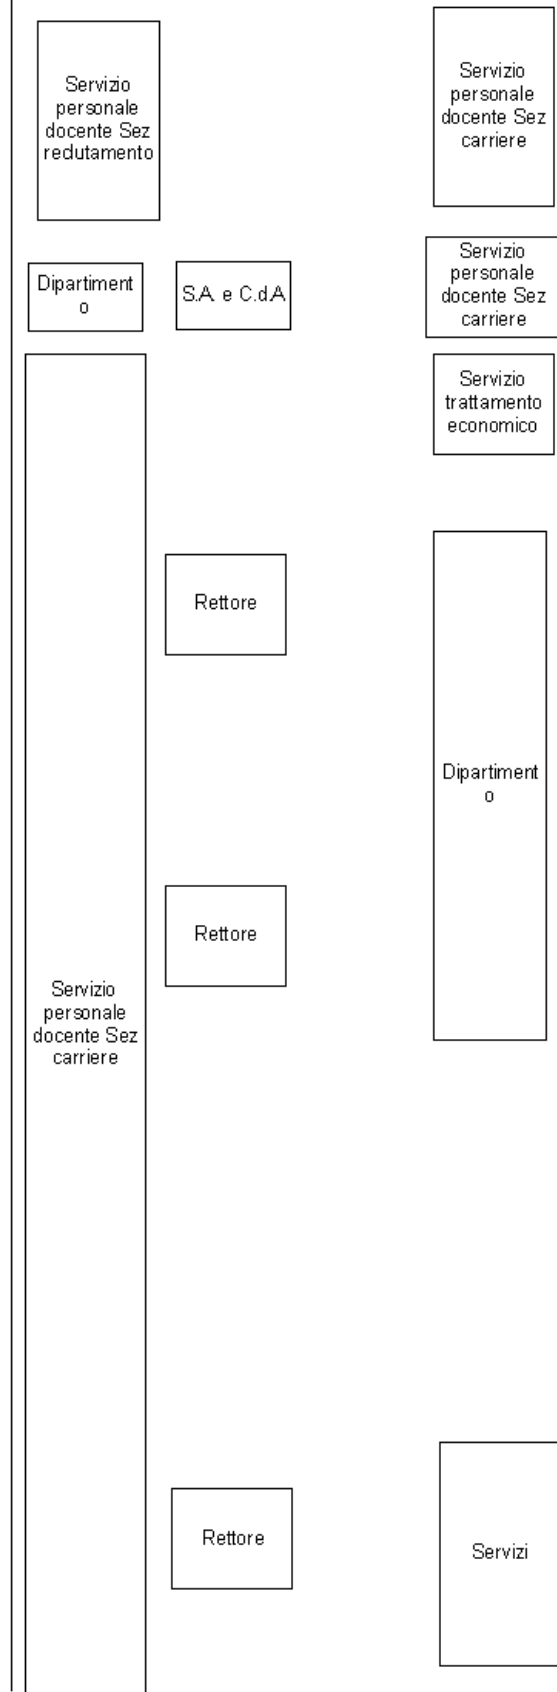 Servizio
personale
docente Sez
reclutamento
Servizio
personale
docente Sez
carriere
Dipartiment
o
S.A. e C.d.A
Servizio
personale
docente Sez
carriere
Servizio
trattamento
economico
Rettore
Dipartiment
o
Rettore
Servizio
personale
docente Sez
carriere
Rettore
Servizi